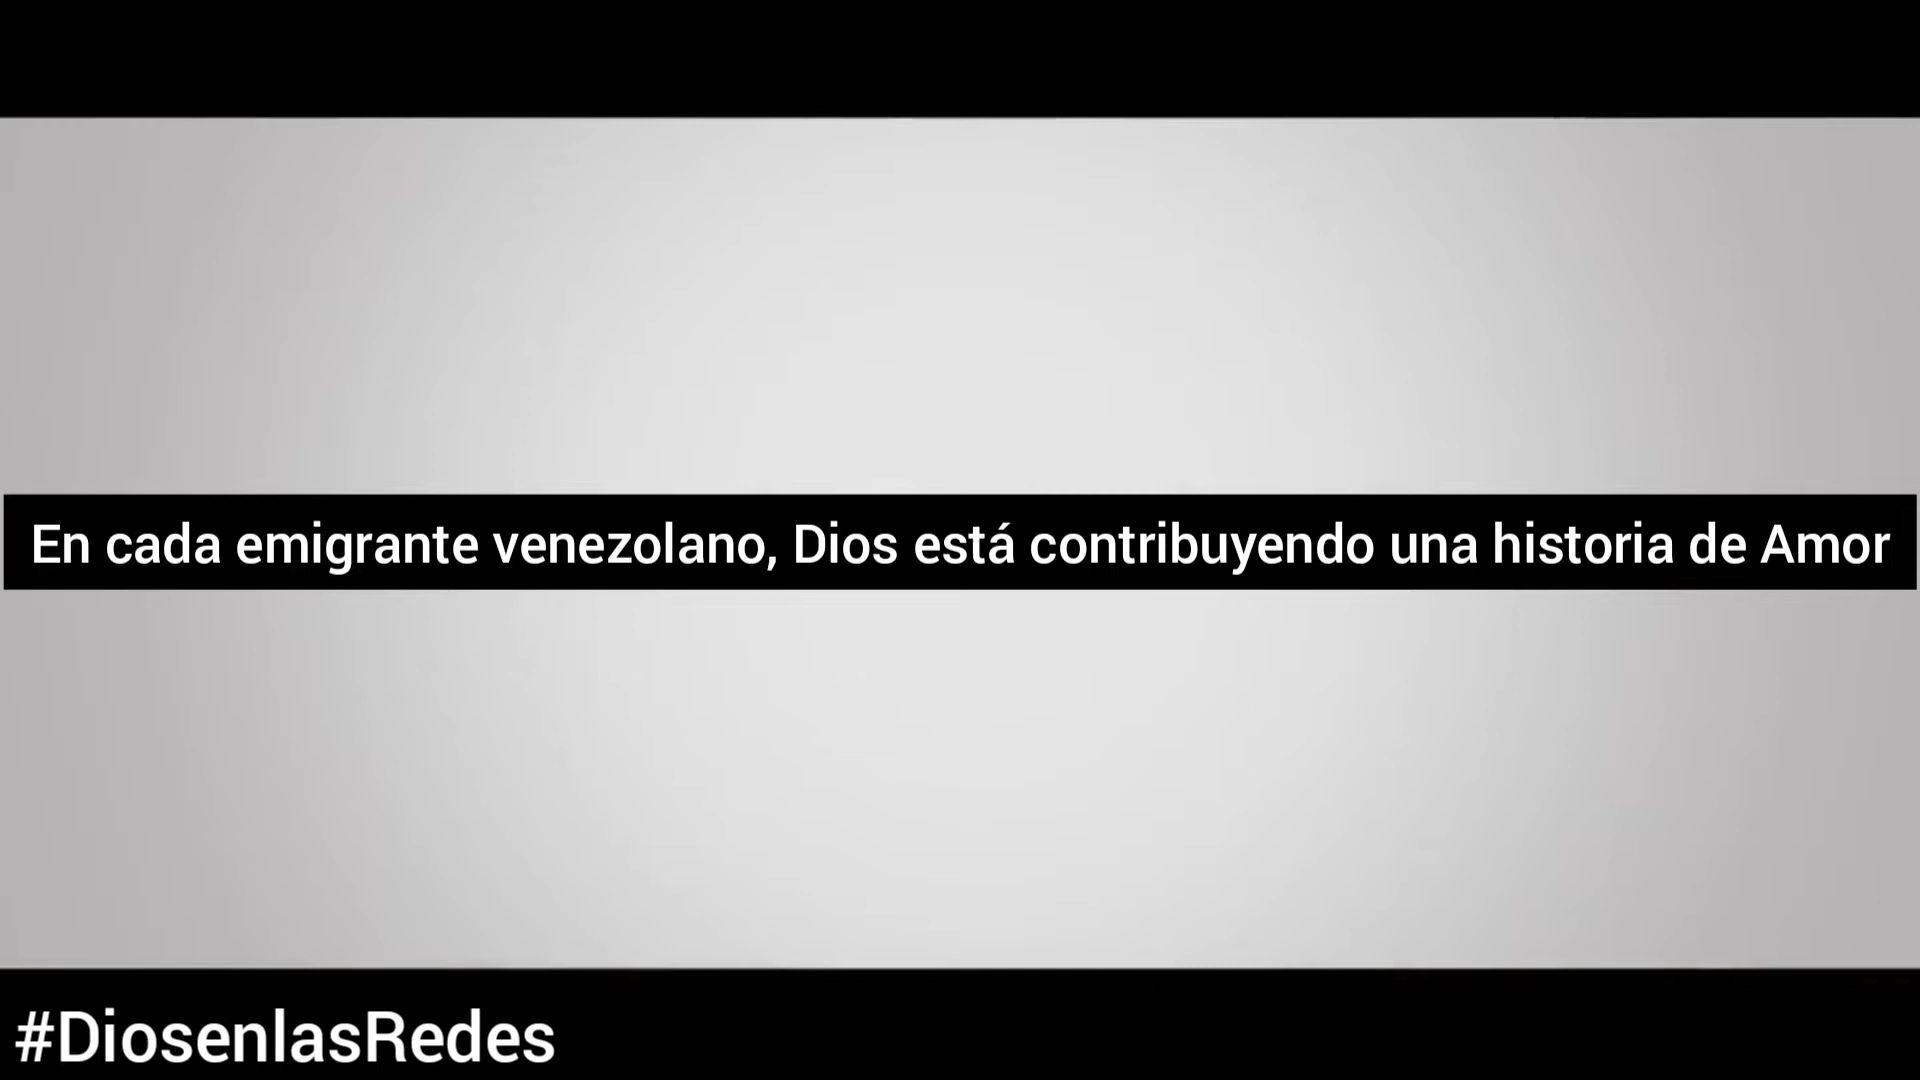 En cada emigrante venezolano, Dios está contribuyendo una historia de Amor
#DiosenlasRedes